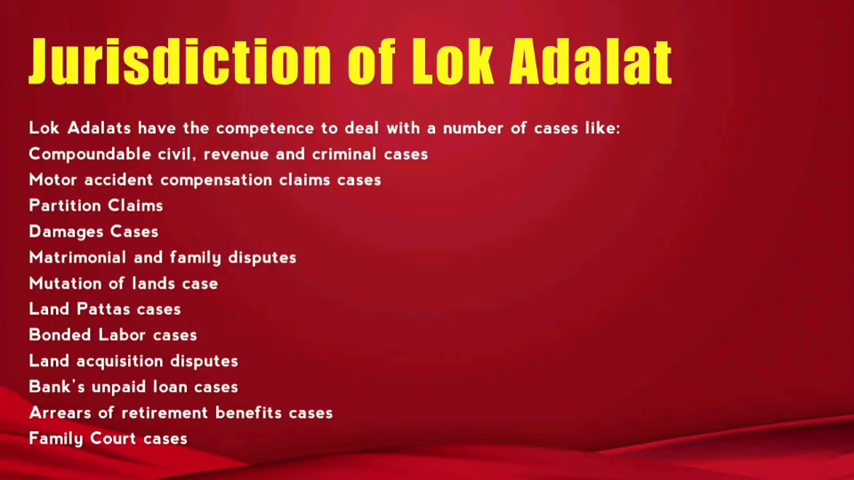 Jurisdiction of Lok Adalat
Lok Adalats have the competence to deal with a number of cases like:
Compoundable civil, revenue and criminal cases
Motor accident compensation claims cases
Partition Claims
Damages Cases
Matrimonial and family disputes
Mutation of lands case
Land Pattas cases
Bonded Labor cases
Land acquisition disputes
Bank's unpaid loan cases
Arrears of retirement benefits cases
Family Court cases